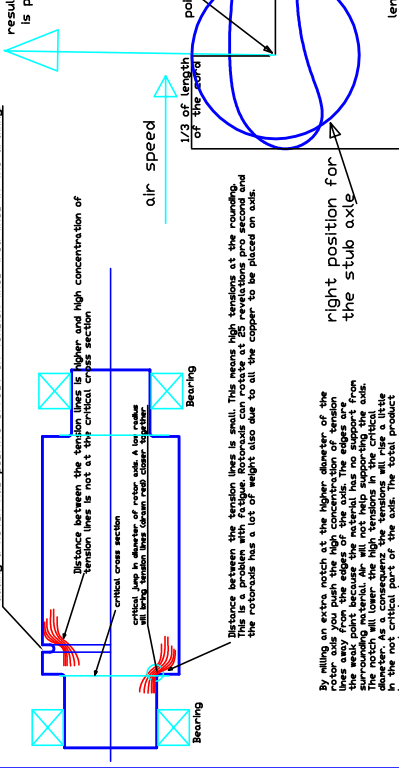 result
is p
poi
len
1/3 of length
of the cord
air speed
right position for
the stub axle
Distance between the tension lines is higher and high concentration of
tension lines is not at the critical cross section
Bearing
critical jump in diameter of rotor axis. A low radius
will bring tension lines (drawn red) closer together
critical cross section
Distance between the tension lines is small. This means high tensions at the rounding.
This is a problem with fatigue. Rotoraxis can rotate at 25 revelations pro second and
the rotoraxis has a lot of weight also due to all the copper to be placed on axis.
Bearing
By milling an extra notch at the higher diameter of the
rotor axis you push the high concentration of tension
lines away from the edges of the axis. The edges are
the weak point because the material has no support from
surrounding material. Air will not help supporting the axis.
The notch will lower the high tensions in the critical
diameter. As a consequenz the tensions will rise a little
in the not critical part of the axis. The total product